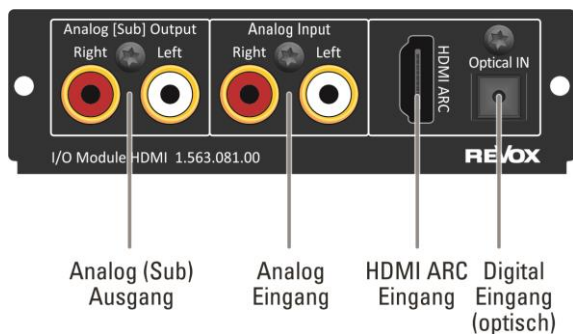 Analog [Sub] Output
Right Left
Analog Input
Right Left
HDMI ARC
Optical IN
I/O Module HDMI 1.563.081.00
REVOX
Analog (Sub)
Ausgang
Analog
Eingang
HDMI ARC
Eingang
Digital
Eingang
(optisch)